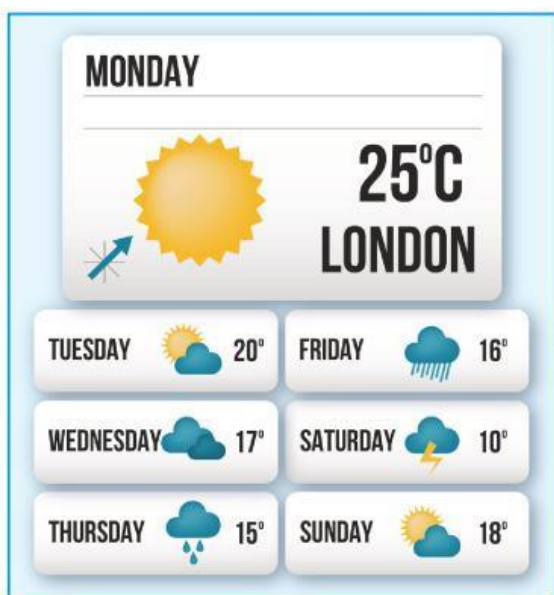 MONDAY
25°C
LONDON
TUESDAY 20°
WEDNESDAY 17°
THURSDAY 15°
FRIDAY 16°
SATURDAY 10°
SUNDAY 18°